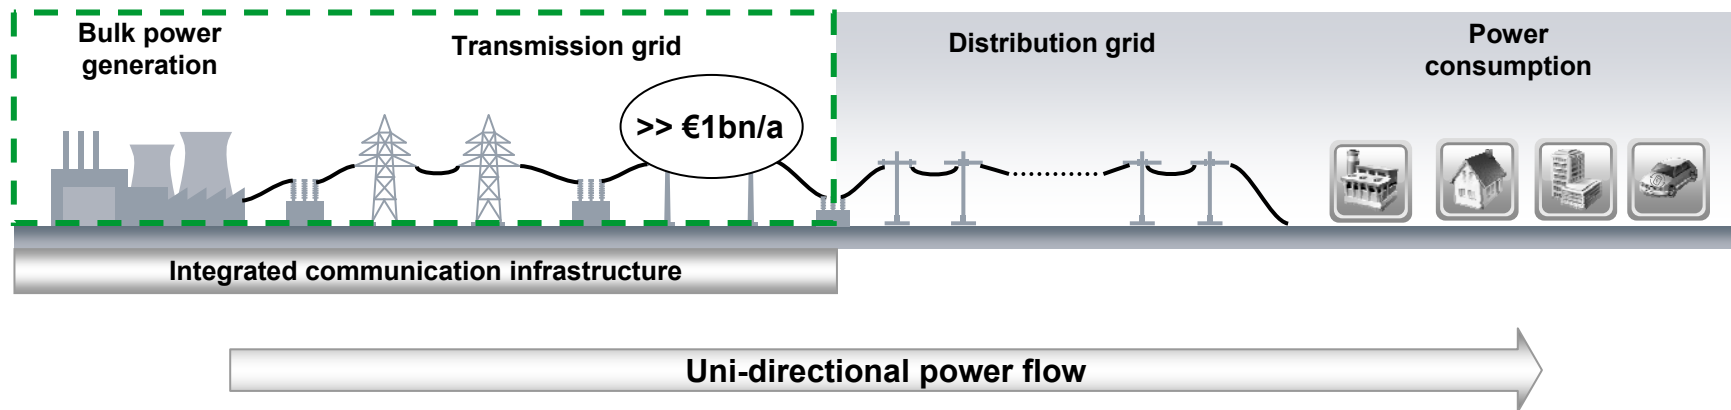 Bulk power
generation
Transmission grid
>> €1bn/a
Distribution grid
Power
consumption
Integrated communication infrastructure
Uni-directional power flow